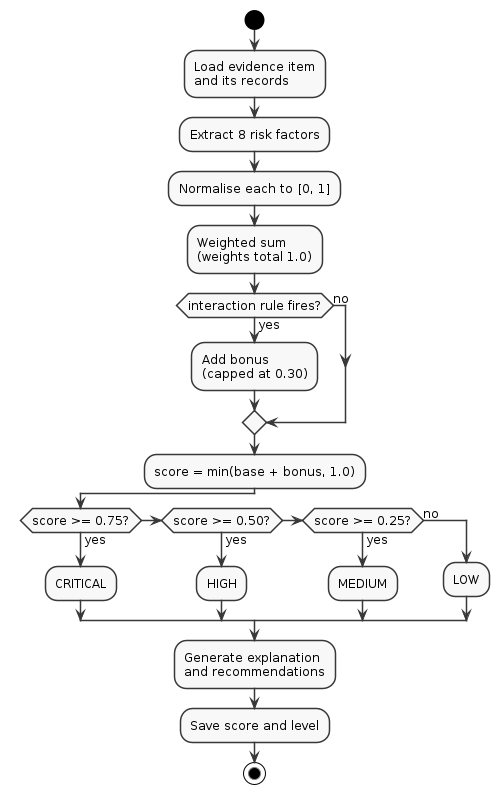 Load evidence item
and its records
Extract 8 risk factors
Normalise each to [0, 1]
Weighted sum
(weights total 1.0)
interaction rule fires?
no
yes
Add bonus
(capped at 0.30)
score = min(base + bonus, 1.0)
score >= 0.75?
score >= 0.50?
score >= 0.25?
no
yes
yes
yes
CRITICAL
HIGH
MEDIUM
LOW
Generate explanation
and recommendations
Save score and level